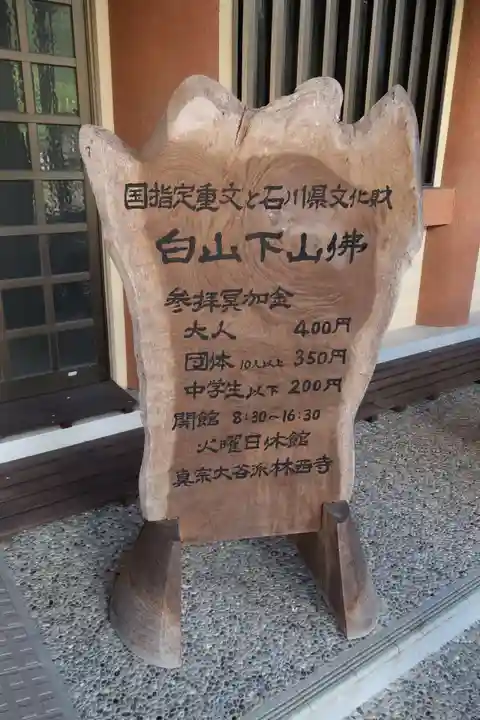 国指定重文と石川県文化財
白山下山佛
参拝冥加金
大人 400円
団体 10人以上 350円
中学生以下 200円
開館 8:30~16:30
火曜日休館
真宗大谷派林西寺